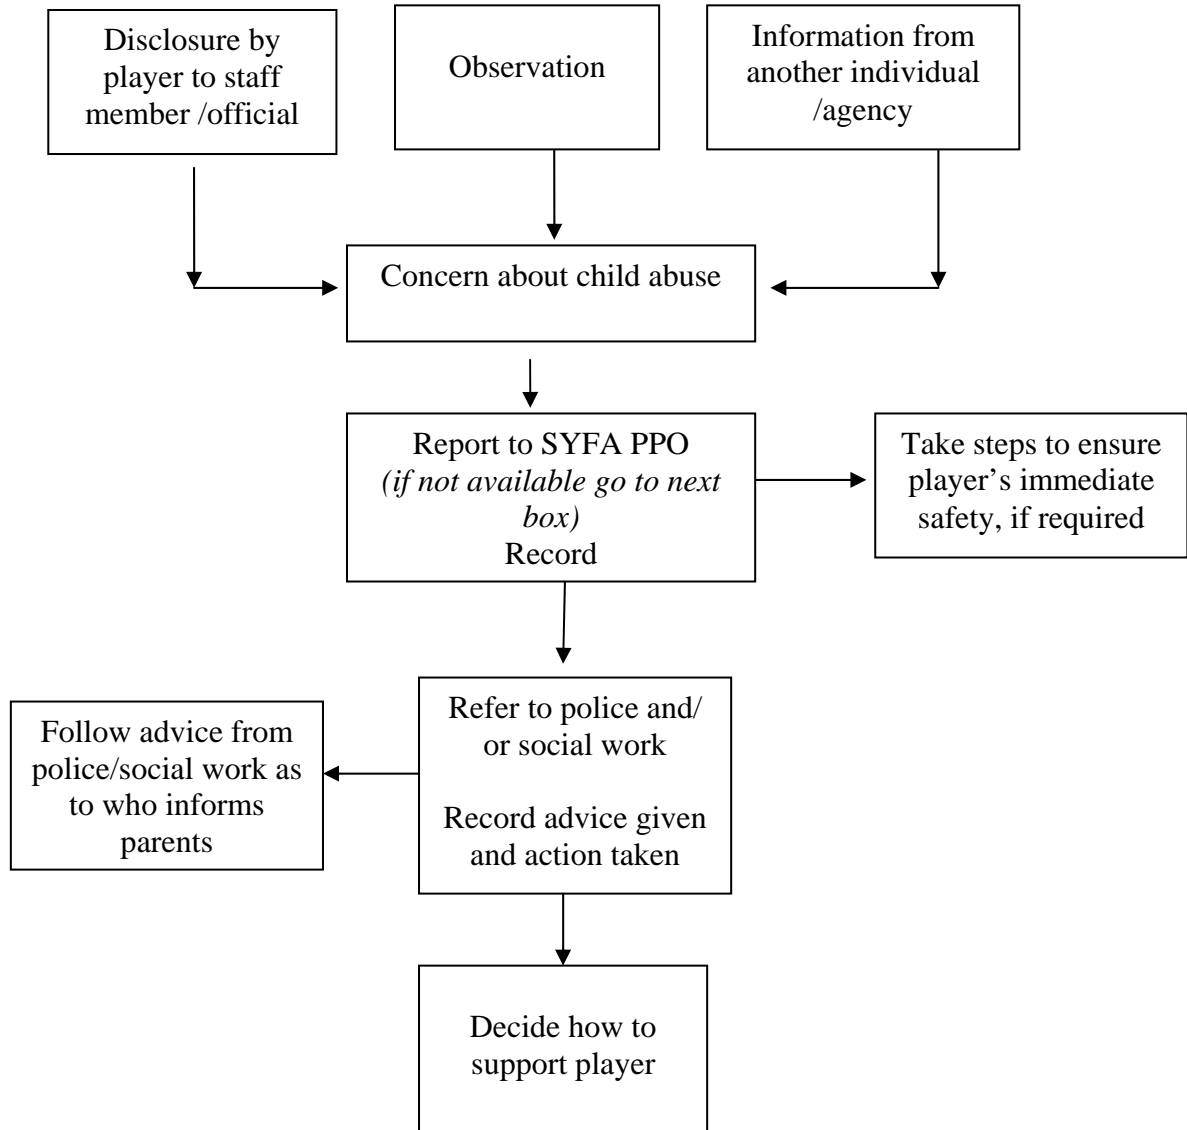 Disclosure by
player to staff
member /official
Observation
Information from
another individual
/agency
Concern about child abuse
Report to SYFA PPO
(if not available go to next
box)
Record
Take steps to ensure
player’s immediate
safety, if required
Refer to police and/
or social work
Record advice given
and action taken
Follow advice from
police/social work as
to who informs
parents
Decide how to
support player